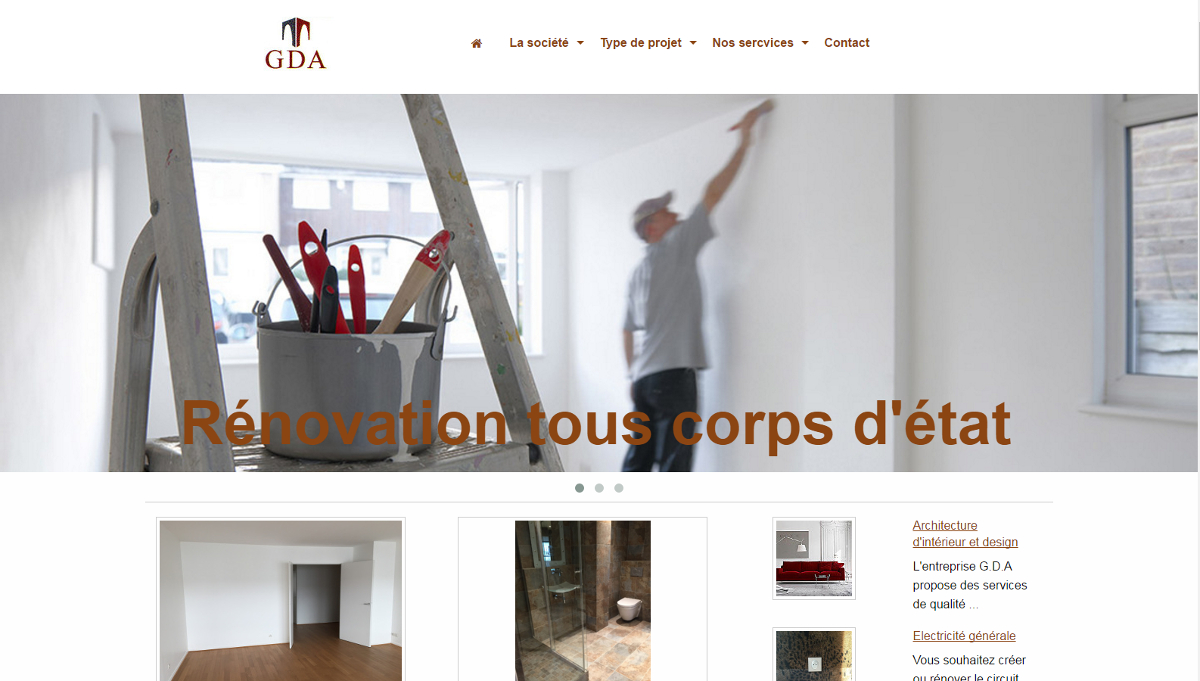 GDA
La société
Type de projet
Nos sercvices
Contact
Rénovation tous corps d'état
Architecture
d'intérieur et design
L'entreprise G.D.A
propose des services
de qualité ...
Electricité générale
Vous souhaitez créer
ou rénover le circuit